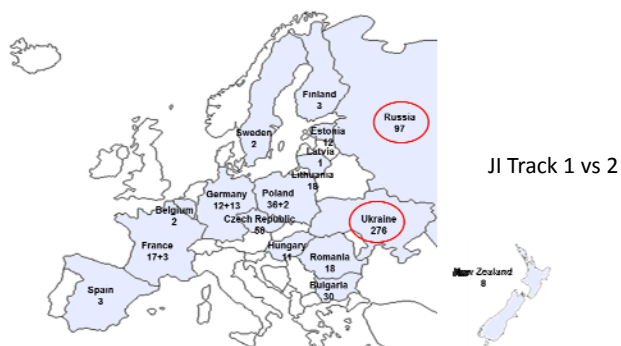 Finland
3
Russia
97
Sweden
2
Estonia
12
Latvia
1
Lithuania
18
JI Track 1 vs 2
Germany
12+13
Poland
36+2
Belgium
2
Czech Republic
58
Ukraine
276
France
17+3
Hungary
11
Romania
18
New Zealand
8
Spain
3
Bulgaria
30